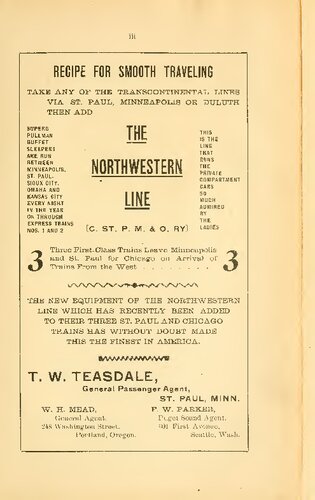 iii
RECIPE FOR SMOOTH TRAVELING
TAKE ANY OF THE TRANSCONTINENTAL LINES
VIA ST. PAUL, MINNEAPOLIS OR DULUTH
THEN ADD
SUPERB
PULLMAN
BUFFET
SLEEPERS
ARE RUN
BETWEEN
MINNEAPOLIS,
ST. PAUL,
SIOUX CITY,
OMAHA AND
KANSAS CITY
EVERY NIGHT
IN THE YEAR
ON THROUGH
EXPRESS TRAINS
NOS. 1 AND 2
THE
NORTHWESTERN
LINE
[C. ST. P. M. & O. RY]
THIS
IS THE
LINE
THAT
RUNS
THE
PRIVATE
COMPARTMENT
CARS
SO
MUCH
ADMIRED
BY
THE
LADIES
3 Three First-Class Trains Leave Minneapolis 3
and St. Paul for Chicago on Arrival of
Trains From the West . . . . . . . .
THE NEW EQUIPMENT OF THE NORTHWESTERN
LINE WHICH HAS RECENTLY BEEN ADDED
TO THEIR THREE ST. PAUL AND CHICAGO
TRAINS HAS WITHOUT DOUBT MADE
THIS THE FINEST IN AMERICA.
T. W. TEASDALE,
General Passenger Agent,
ST. PAUL, MINN.
W. H. MEAD,
General Agent,
248 Washington Street,
Portland, Oregon.
F. W. PARKER,
Puget Sound Agent,
First Avenue,
Seattle, Wash.